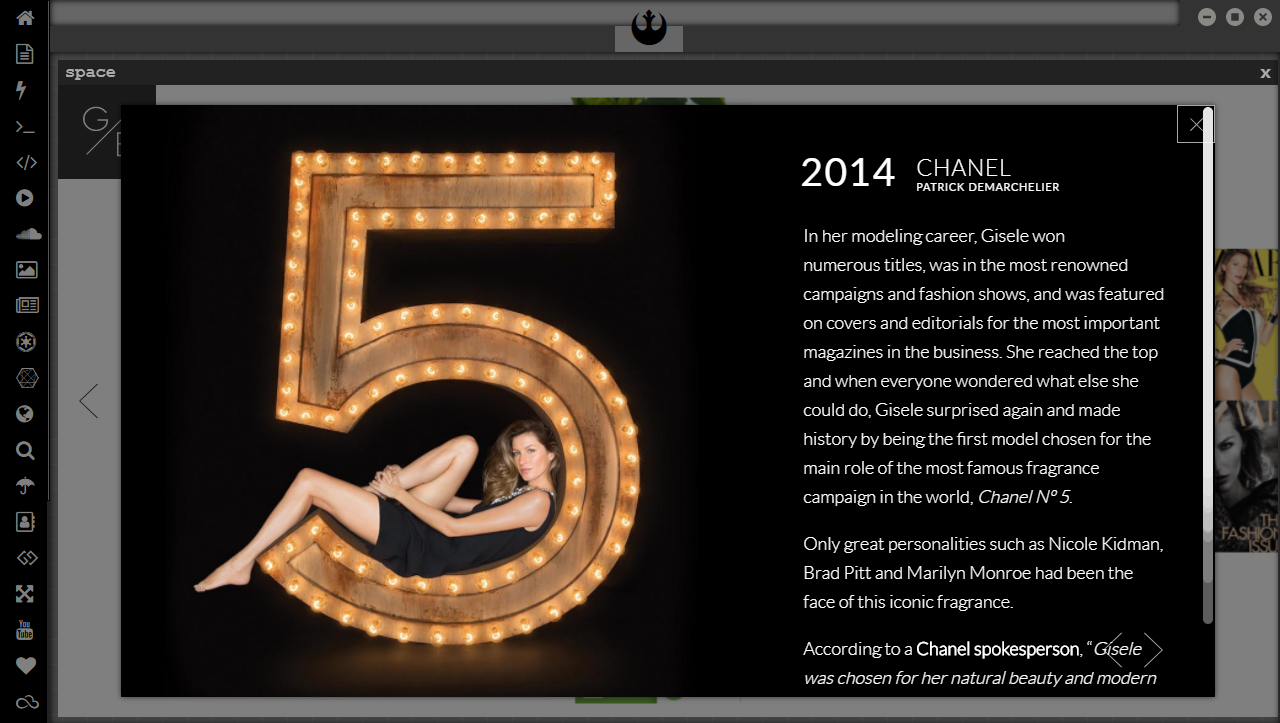 space
x
G
5
2014
CHANEL
PATRICK DEMARCHELIER
In her modeling career, Gisele won
numerous titles, was in the most renowned
campaigns and fashion shows, and was featured
on covers and editorials for the most important
magazines in the business. She reached the top
and when everyone wondered what else she
could do, Gisele surprised again and made
history by being the first model chosen for the
main role of the most famous fragrance
campaign in the world, Chanel Nº 5.
Only great personalities such as Nicole Kidman,
Brad Pitt and Marilyn Monroe had been the
face of this iconic fragrance.
According to a Chanel spokesperson, “Gisele
was chosen for her natural beauty and modern
You
Tube